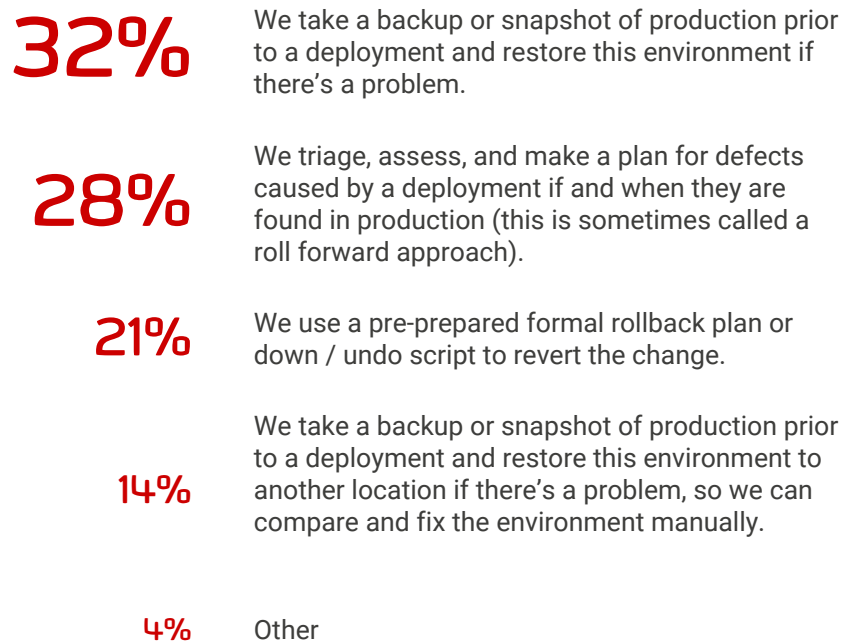 32%
We take a backup or snapshot of production prior
to a deployment and restore this environment if
there's a problem.
28%
We triage, assess, and make a plan for defects
caused by a deployment if and when they are
found in production (this is sometimes called a
roll forward approach).
21%
We use a pre-prepared formal rollback plan or
down / undo script to revert the change.
14%
We take a backup or snapshot of production prior
to a deployment and restore this environment to
another location if there's a problem, so we can
compare and fix the environment manually.
4%
Other